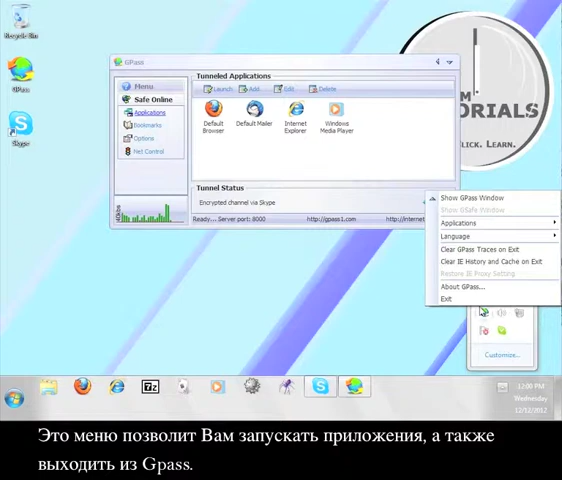 Recycle Bin
GPass
Skype
GPass
Menu
Safe Online
Applications
Bookmarks
Options
Net Control
40kbs
Tunneled Applications
Launch Add Edit Delete
Default Browser
Default Mailer
Internet Explorer
Windows Media Player
Tunnel Status
Encrypted channel via Skype
Ready... Server port: 8000 http://gpass1.com http://internet
M
ORIALS
LICK. LEARN.
Show GPass Window
Show GSafe Window
Applications
Language
Clear GPass Traces on Exit
Clear IE History and Cache on Exit
Restore IE Proxy Setting
About GPass...
Exit
Customize...
7z
12:00 PM
Wednesday
12/12/2012
Это меню позволит Вам запускать приложения, а также
выходить из Gpass.